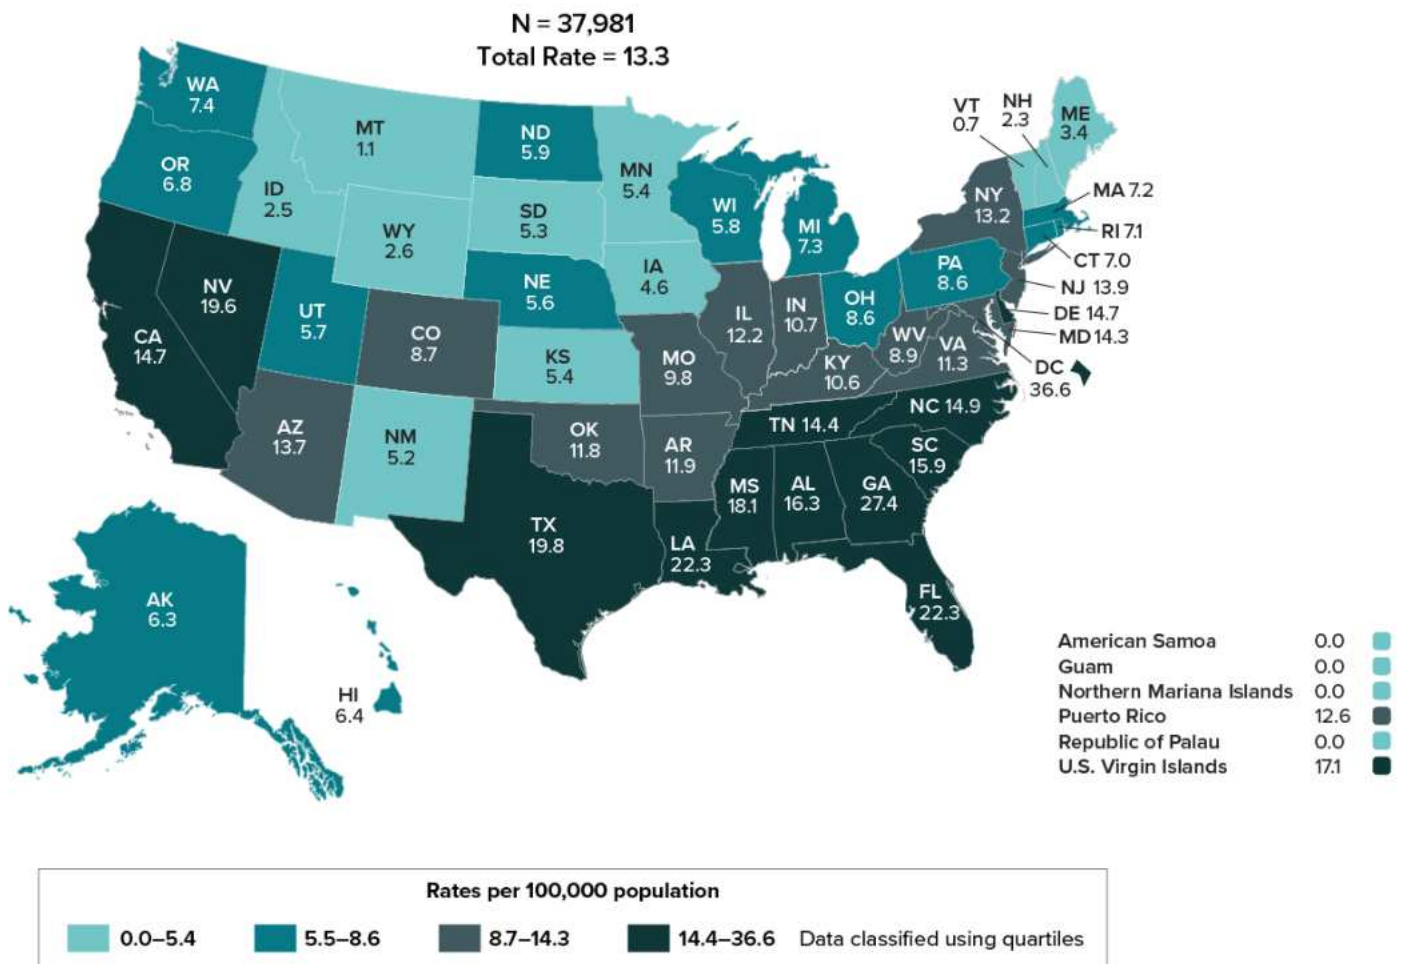 N = 37,981
Total Rate = 13.3
WA
7.4
OR
6.8
MT
1.1
ID
2.5
WY
2.6
ND
5.9
SD
5.3
NE
5.6
MN
5.4
IA
4.6
WI
5.8
MI
7.3
VT
0.7
NH
2.3
ME
3.4
NY
13.2
MA 7.2
RI 7.1
CT 7.0
NJ 13.9
DE 14.7
MD 14.3
DC
36.6
PA
8.6
OH
8.6
IN
10.7
IL
12.2
WV
8.9
VA
11.3
KY
10.6
NV
19.6
CA
14.7
UT
5.7
CO
8.7
KS
5.4
MO
9.8
AZ
13.7
NM
5.2
OK
11.8
AR
11.9
TN 14.4
NC 14.9
SC
15.9
MS
18.1
AL
16.3
GA
27.4
TX
19.8
LA
22.3
FL
22.3
AK
6.3
HI
6.4
American Samoa 0.0
Guam 0.0
Northern Mariana Islands 0.0
Puerto Rico 12.6
Republic of Palau 0.0
U.S. Virgin Islands 17.1
Rates per 100,000 population
0.0–5.4 5.5–8.6 8.7–14.3 14.4–36.6 Data classified using quartiles